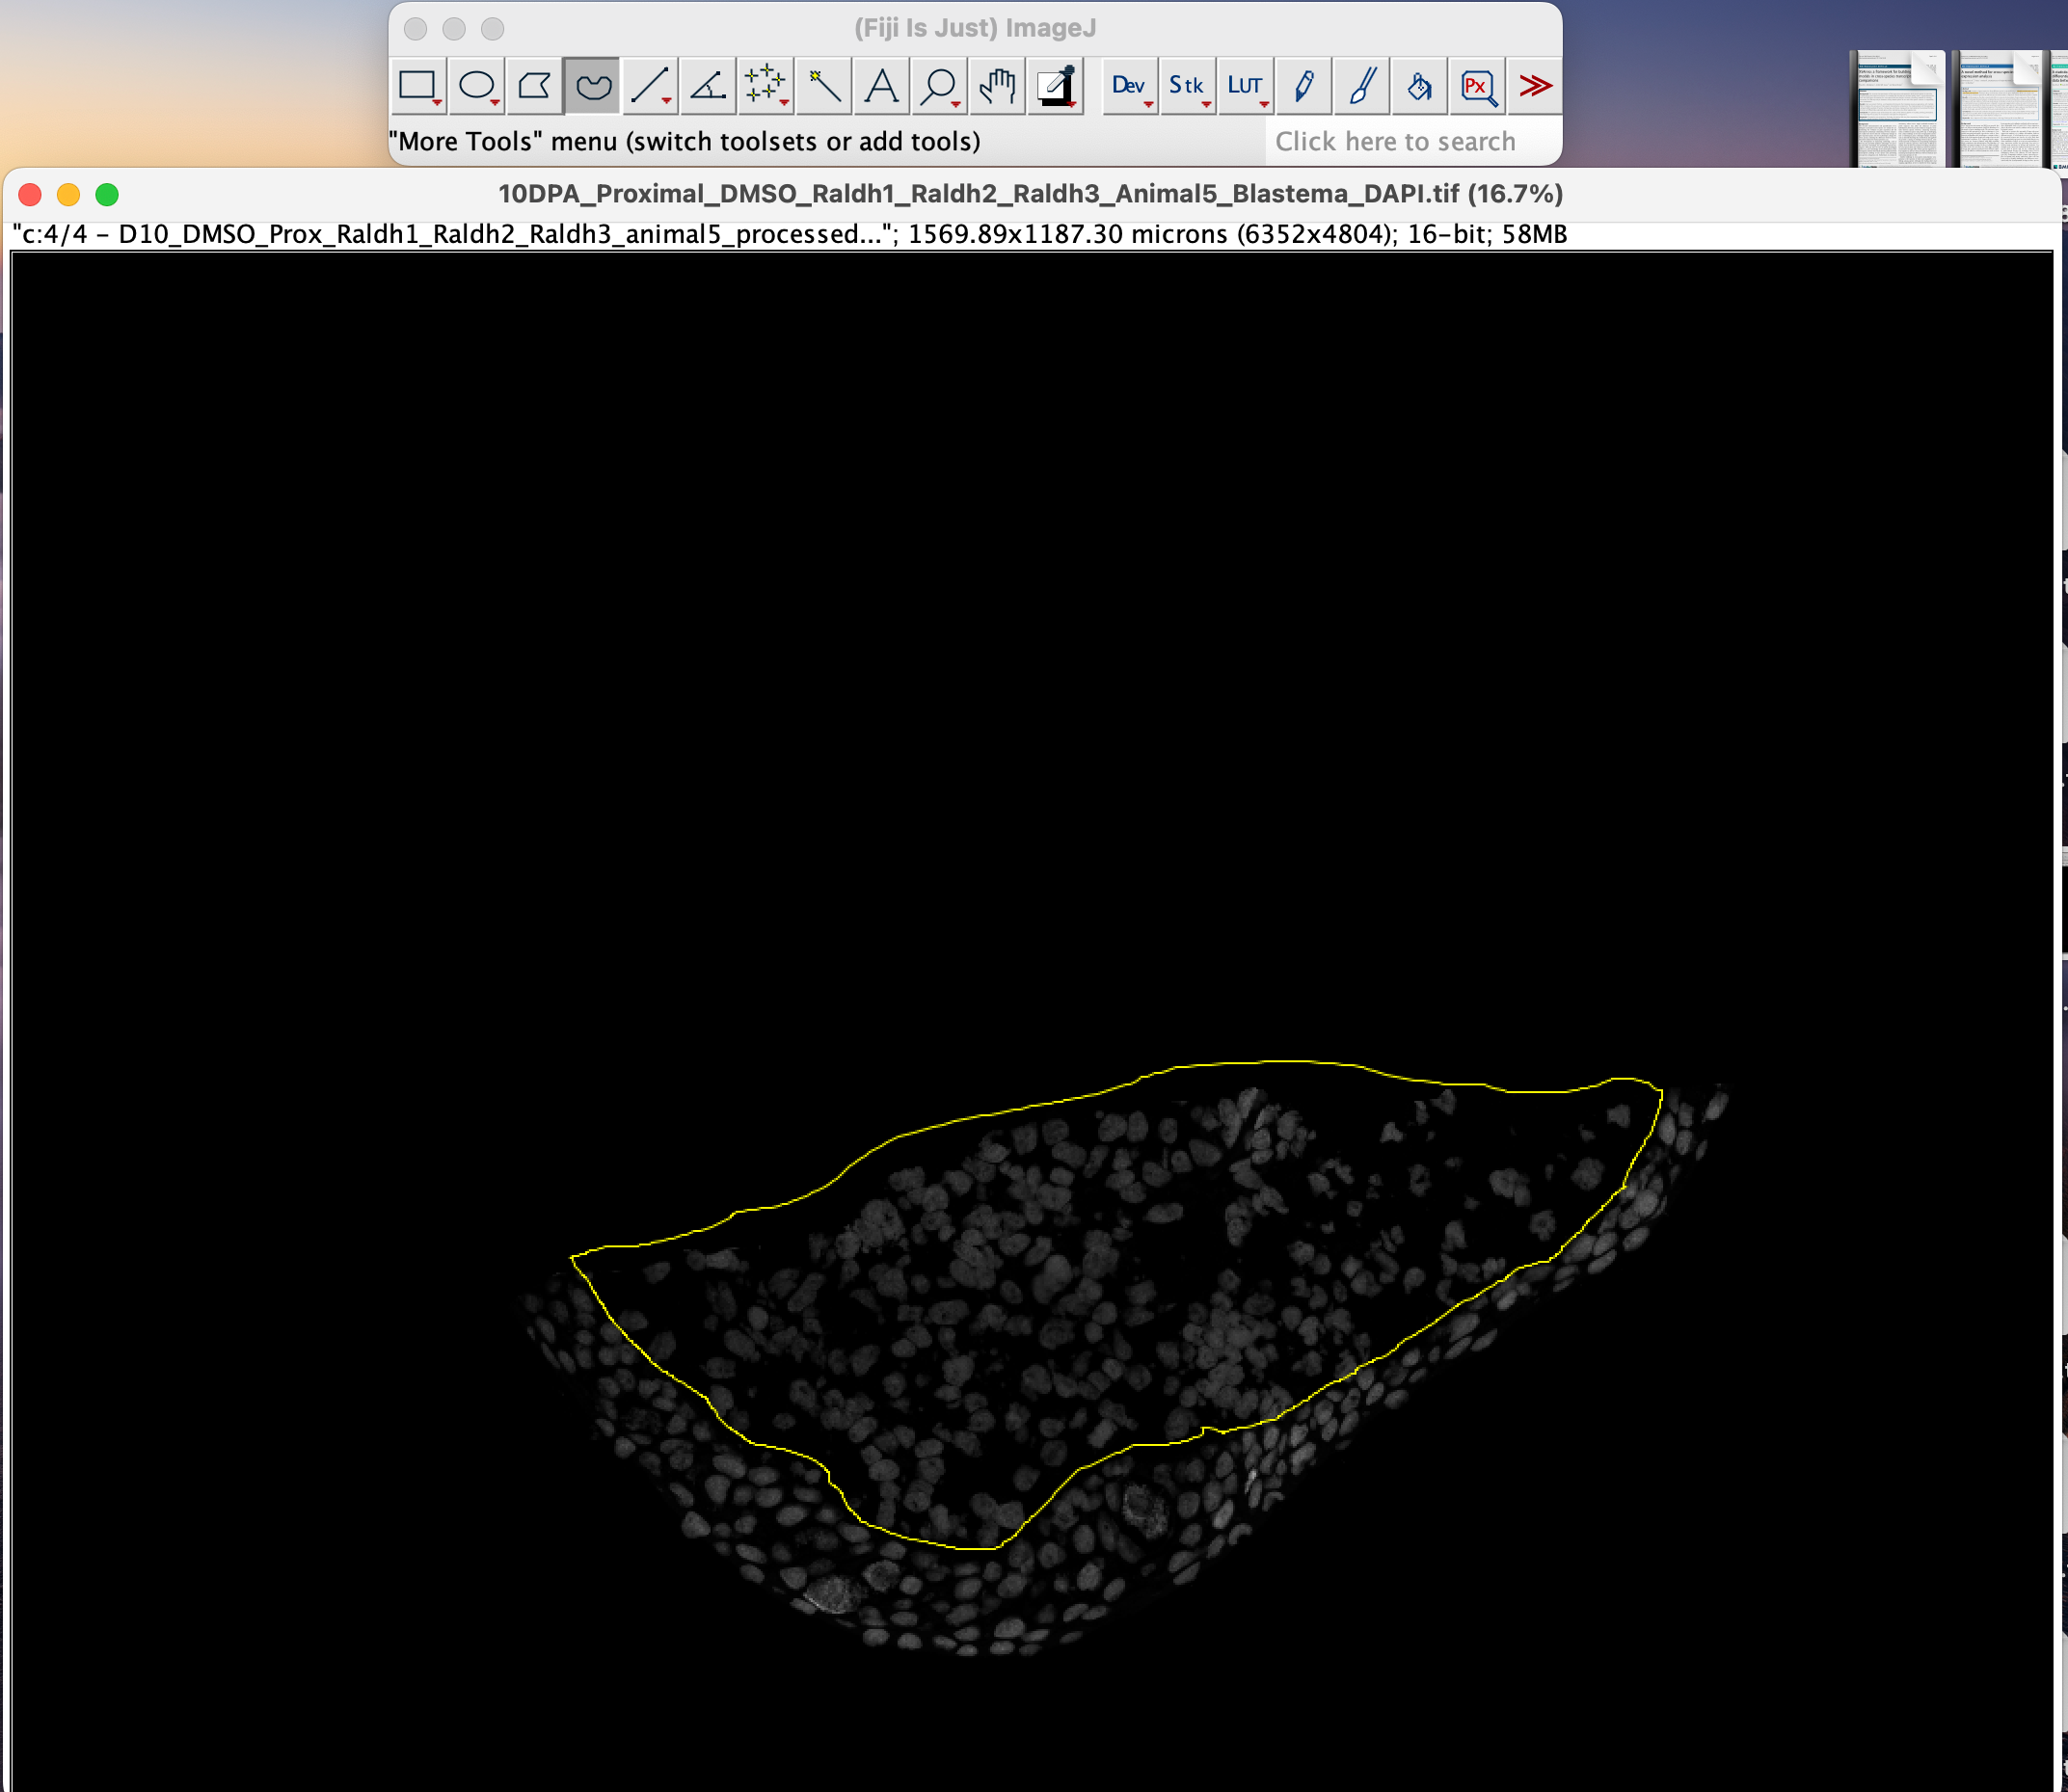 (Fiji Is Just) ImageJ
A Dev Stk LUT Px
"More Tools" menu (switch toolsets or add tools) Click here to search
10DPA_Proximal_DMSO_Raldh1_Raldh2_Raldh3_Animal5_Blastema_DAPI.tif (16.7%)
"c:4/4 – D10_DMSO_Prox_Raldh1_Raldh2_Raldh3_animal5_processed..."; 1569.89x1187.30 microns (6352x4804); 16-bit; 58MB